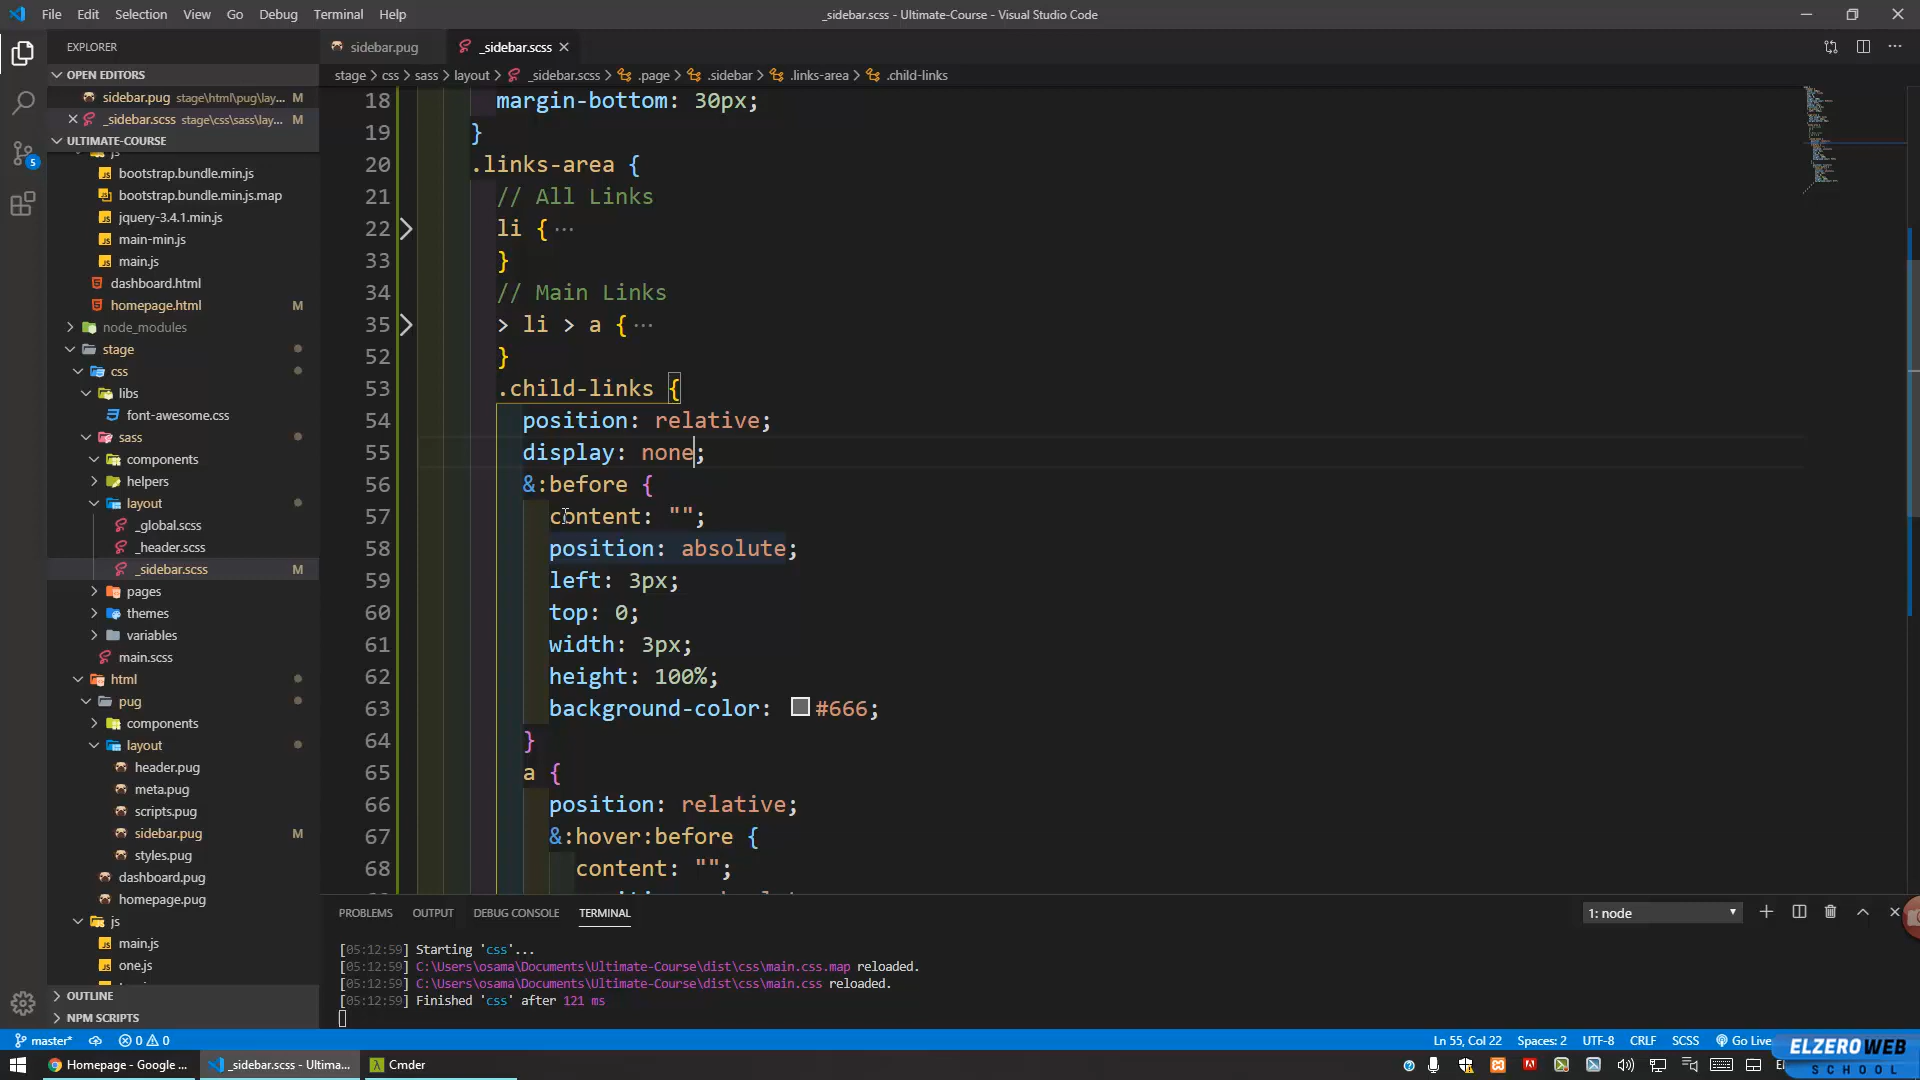 File Edit Selection View Go Debug Terminal Help
_sidebar.scss - Ultimate-Course - Visual Studio Code
EXPLORER
OPEN EDITORS
sidebar.pug stage\html\pug\lay... M
_sidebar.scss stage\css\sass\lay... M
ULTIMATE-COURSE
js
bootstrap.bundle.min.js
bootstrap.bundle.min.js.map
jquery-3.4.1.min.js
main-min.js
main.js
dashboard.html
homepage.html M
node_modules
stage
css
libs
font-awesome.css
sass
components
helpers
layout
_global.scss
_header.scss
_sidebar.scss M
pages
themes
variables
main.scss
html
pug
components
layout
header.pug
meta.pug
scripts.pug
sidebar.pug M
styles.pug
dashboard.pug
homepage.pug
js
main.js
one.js
OUTLINE
NPM SCRIPTS
5
sidebar.pug
_sidebar.scss
stage > css > sass > layout > _sidebar.scss > .page > .sidebar > .links-area > .child-links
18 margin-bottom: 30px;
19 }
20 .links-area {
21 // All Links
22 li { ...
33 }
34 // Main Links
35 > li > a { ...
52 }
53 .child-links {
54 position: relative;
55 display: none;
56 &:before {
57 content: "";
58 position: absolute;
59 left: 3px;
60 top: 0;
61 width: 3px;
62 height: 100%;
63 background-color: #666;
64 }
65 a {
66 position: relative;
67 &:hover:before {
68 content: "";
PROBLEMS OUTPUT DEBUG CONSOLE TERMINAL
1: node
[05:12:59] Starting 'css'...
[05:12:59] C:\Users\osama\Documents\Ultimate-Course\dist\css\main.css.map reloaded.
[05:12:59] C:\Users\osama\Documents\Ultimate-Course\dist\css\main.css reloaded.
[05:12:59] Finished 'css' after 121 ms
master* 0 0
Ln 55, Col 22 Spaces: 2 UTF-8 CRLF SCSS Go Live
ELZEROWEB
SCHOOL
Homepage - Google ...
_sidebar.scss - Ultima...
Cmder